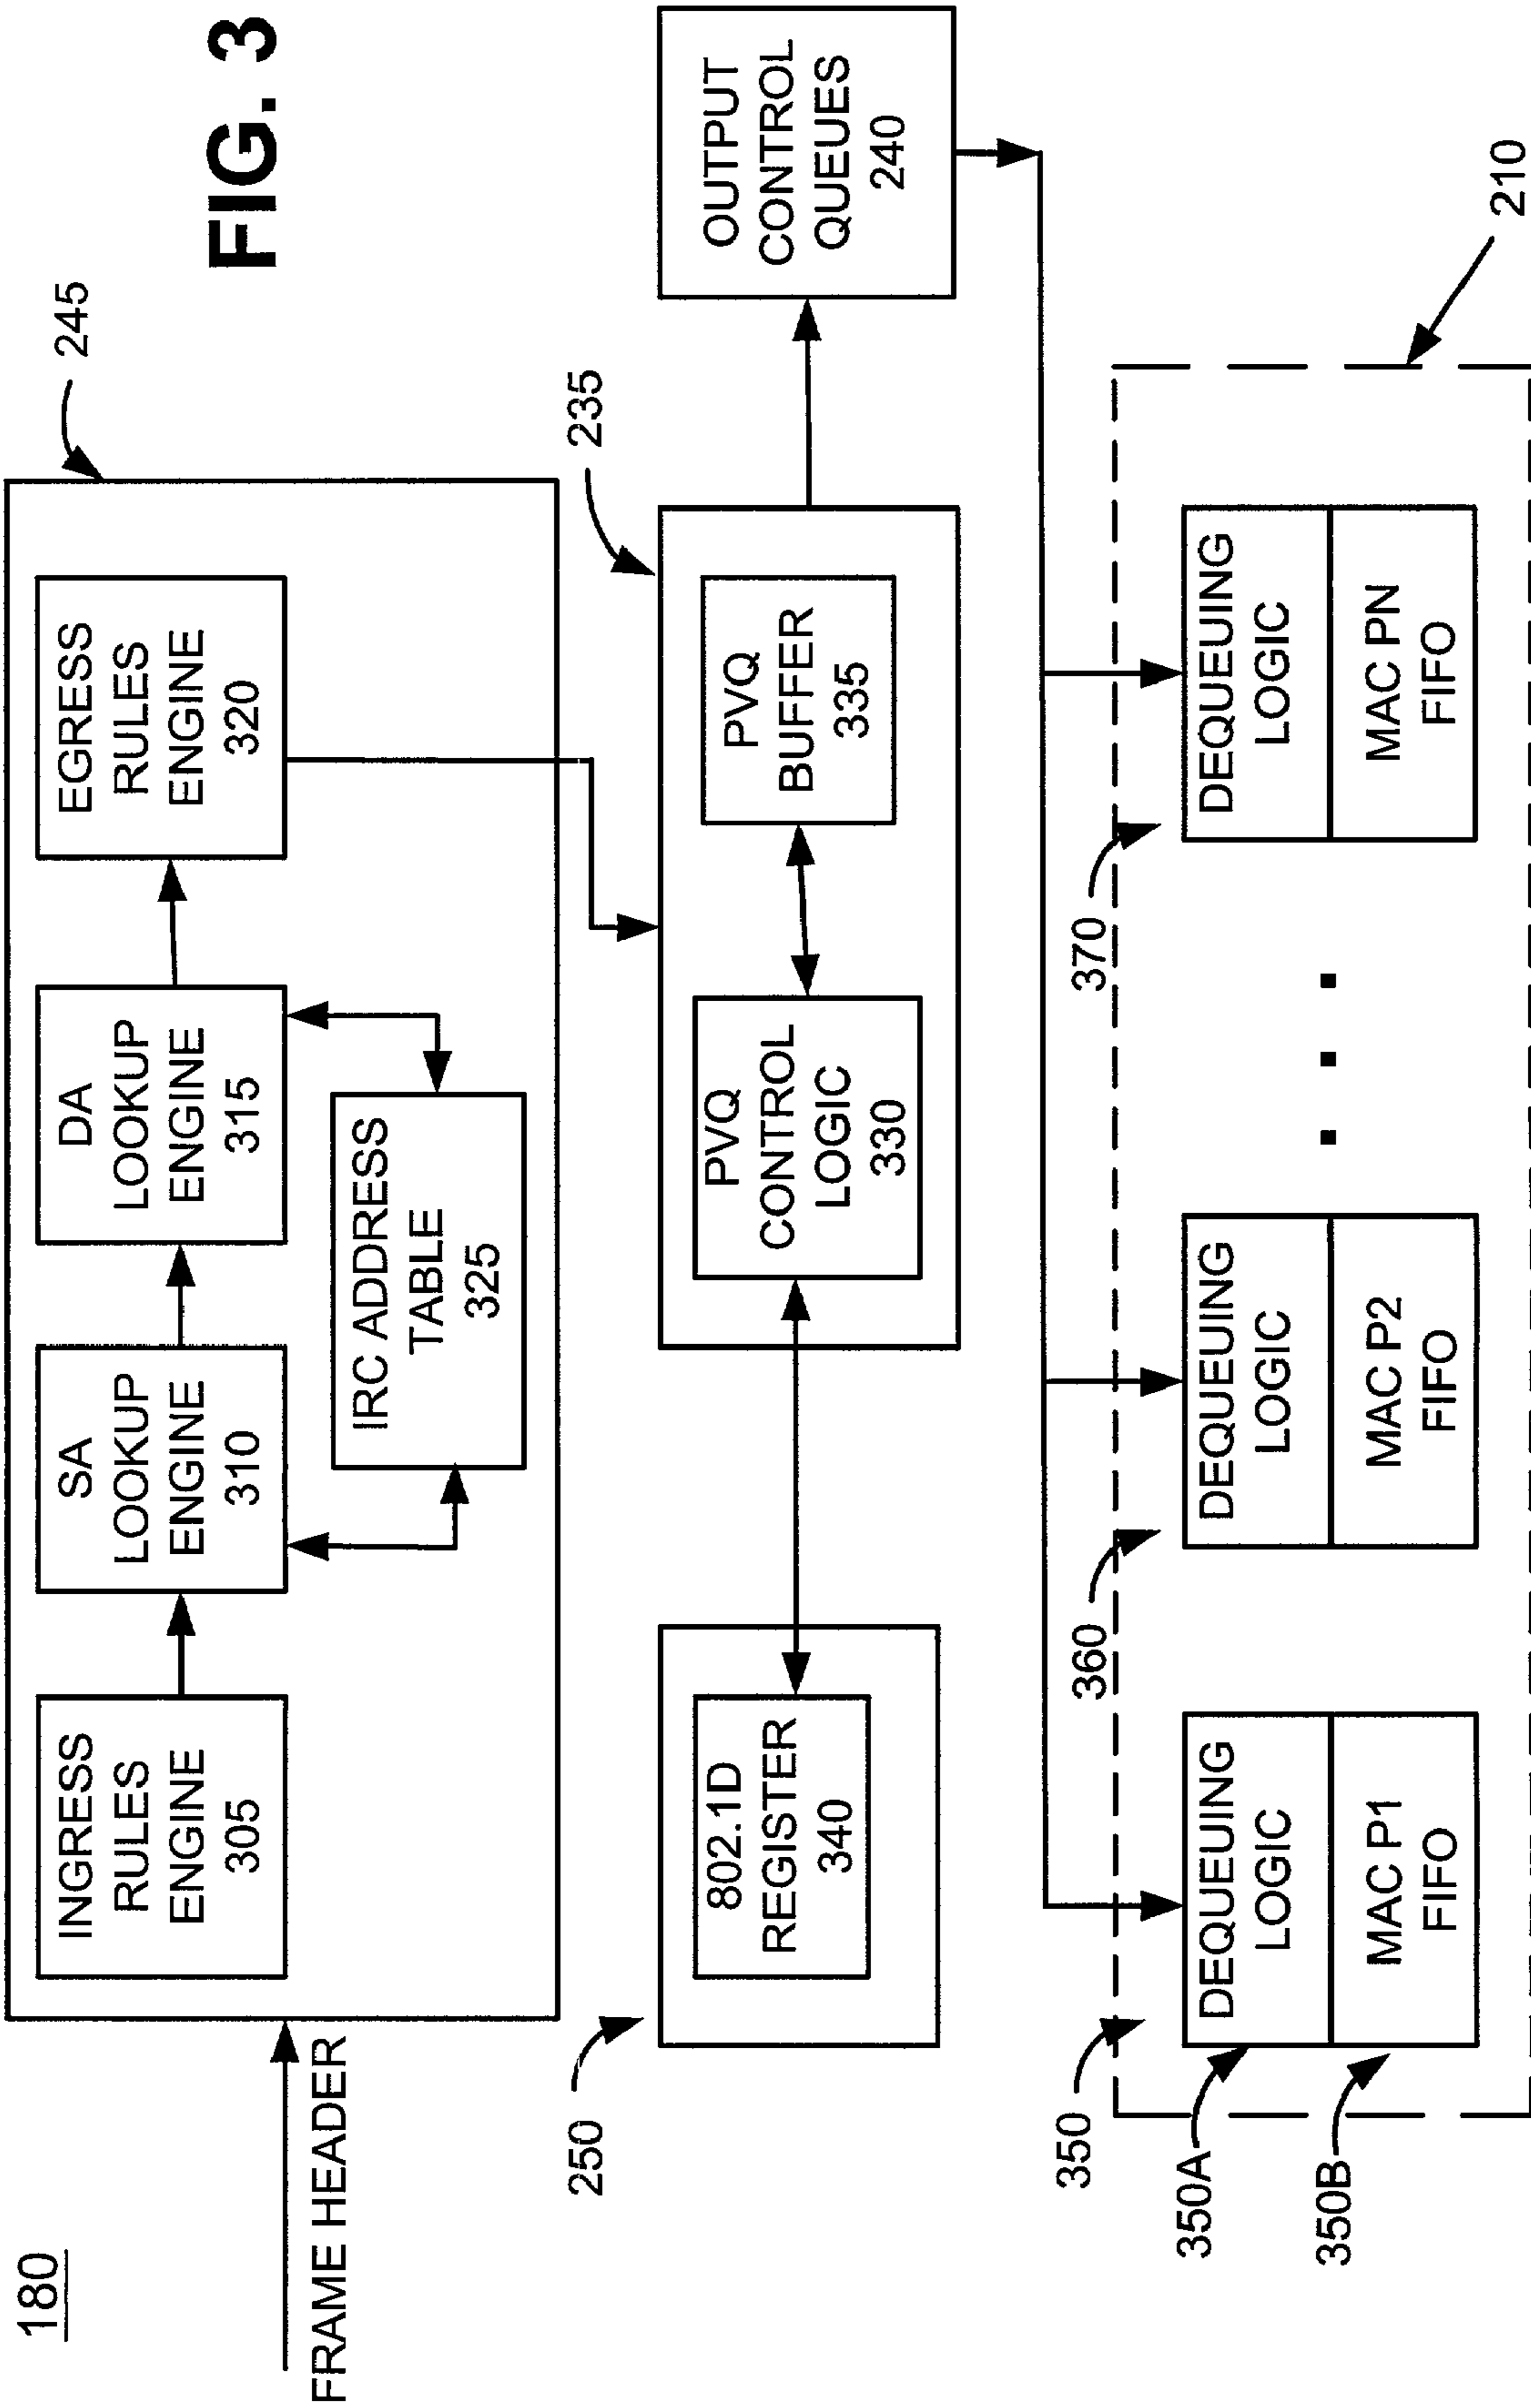 180
FIG. 3
FRAME HEADER
245
INGRESS
RULES
ENGINE
305
SA
LOOKUP
ENGINE
310
DA
LOOKUP
ENGINE
315
EGRESS
RULES
ENGINE
320
IRC ADDRESS
TABLE
325
250
802.1D
REGISTER
340
235
PVQ
CONTROL
LOGIC
330
PVQ
BUFFER
335
OUTPUT
CONTROL
QUEUES
240
350
350A
350B
DEQUEUING
LOGIC
MAC P1
FIFO
360
DEQUEUING
LOGIC
MAC P2
FIFO
. . .
370
DEQUEUING
LOGIC
MAC PN
FIFO
210